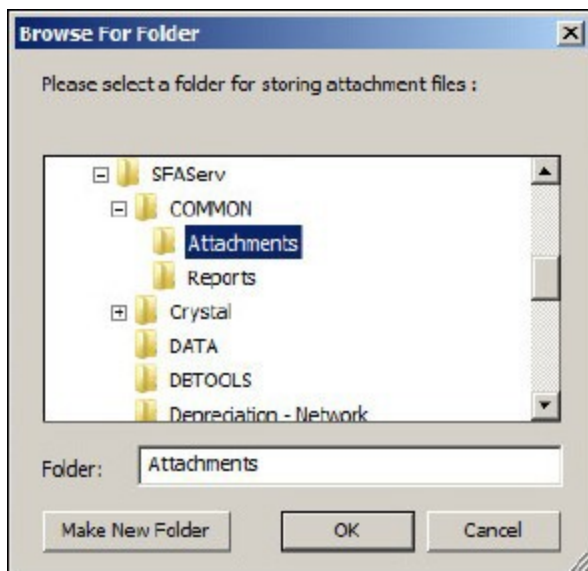 Browse For Folder
Please select a folder for storing attachment files :
SFAServ
COMMON
Attachments
Reports
Crystal
DATA
DBTOOLS
Depreciation - Network
Folder: Attachments
Make New Folder OK Cancel